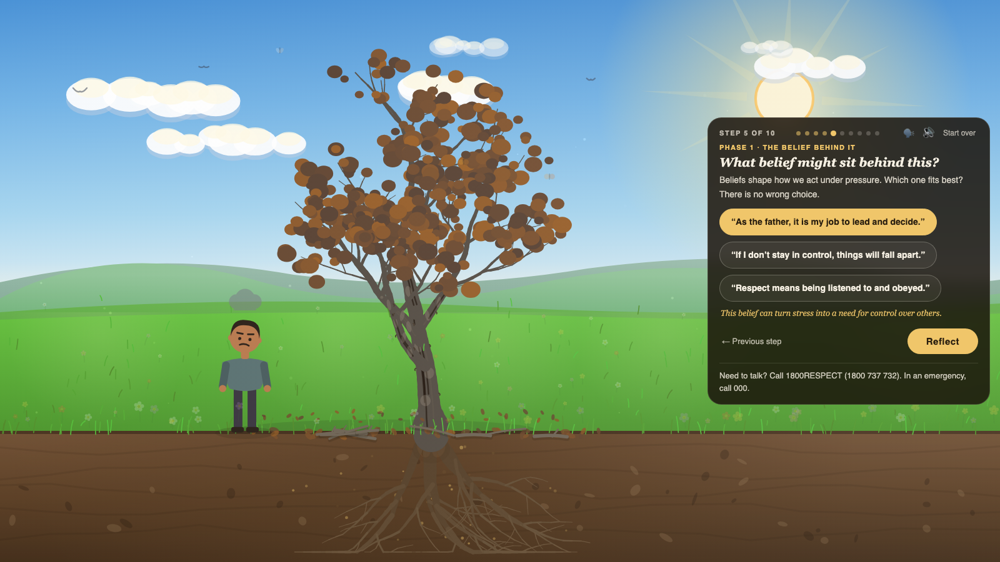 STEP 5 OF 10
Start over
PHASE 1 · THE BELIEF BEHIND IT
What belief might sit behind this?
Beliefs shape how we act under pressure. Which one fits best?
There is no wrong choice.
“As the father, it is my job to lead and decide.”
“If I don’t stay in control, things will fall apart.”
“Respect means being listened to and obeyed.”
This belief can turn stress into a need for control over others.
← Previous step
Reflect
Need to talk? Call 1800RESPECT (1800 737 732). In an emergency,
call 000.